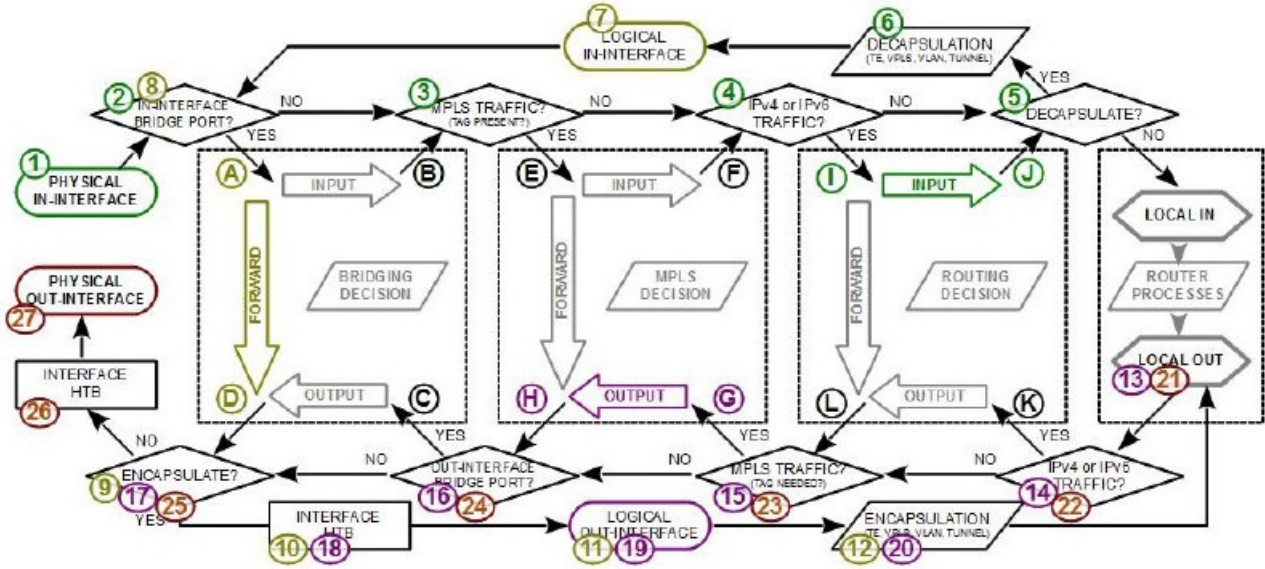 7
LOGICAL
IN-INTERFACE
6
DECAPSULATION
(TE, VPLS, VLAN, TUNNEL)
YES
2
8
IN-INTERFACE
BRIDGE PORT?
NO
YES
3
MPLS TRAFFIC?
(TAG PRESENT?)
NO
YES
4
IPv4 or IPv6
TRAFFIC?
NO
YES
5
DECAPSULATE?
NO
1
PHYSICAL
IN-INTERFACE
A
INPUT
B
E
INPUT
F
I
INPUT
J
LOCAL IN
FORWARD
BRIDGING
DECISION
FORWARD
MPLS
DECISION
FORWARD
ROUTING
DECISION
ROUTER
PROCESSES
PHYSICAL
OUT-INTERFACE
27
INTERFACE
HTB
26
D
OUTPUT
C
H
OUTPUT
G
L
OUTPUT
K
LOCAL OUT
13
21
NO
ENCAPSULATE?
9
17
25
YES
NO
YES
OUT-INTERFACE
BRIDGE PORT?
16
24
NO
YES
MPLS TRAFFIC?
(TAG NEEDED?)
15
23
NO
YES
IPv4 or IPv6
TRAFFIC?
14
22
INTERFACE
HTB
10
18
LOGICAL
OUT-INTERFACE
11
19
ENCAPSULATION
(TE, VPLS, VLAN, TUNNEL)
12
20